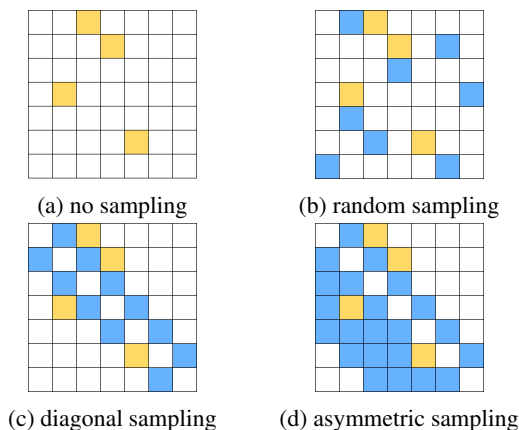 (a) no sampling
(b) random sampling
(c) diagonal sampling
(d) asymmetric sampling